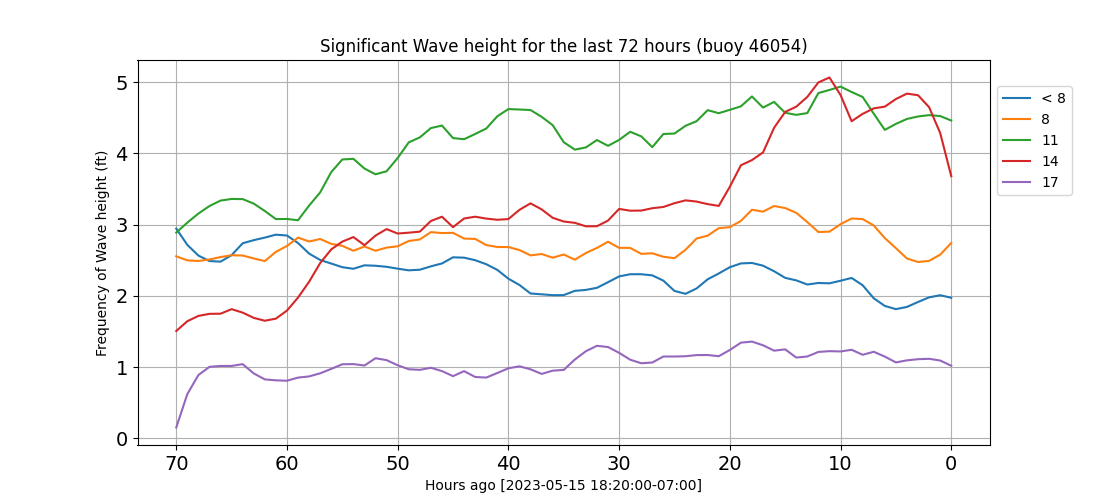 Significant Wave height for the last 72 hours (buoy 46054)
Frequency of Wave height (ft)
5
4
3
2
1
0
< 8
8
11
14
17
70 60 50 40 30 20 10 0
Hours ago [2023-05-15 18:20:00-07:00]